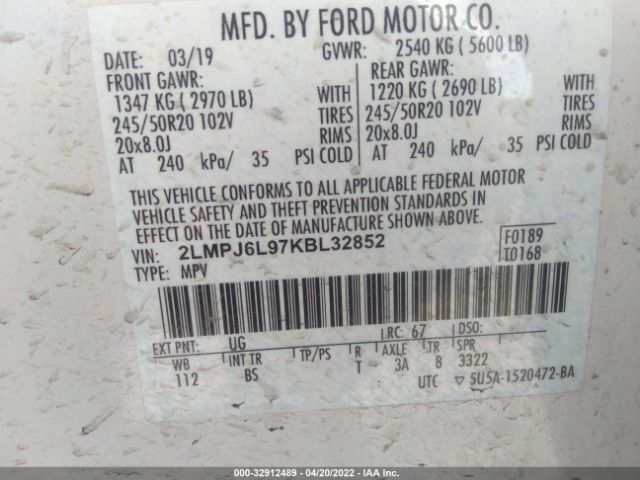 MFD. BY FORD MOTOR CO.
DATE: 03/19 GVWR: 2540 KG ( 5600 LB)
FRONT GAWR: REAR GAWR:
1347 KG ( 2970 LB) WITH 1220 KG ( 2690 LB) WITH
245/50R20 102V TIRES 245/50R20 102V TIRES
20x8.0J RIMS 20x8.0J RIMS
AT 240 kPa/ 35 PSI COLD AT 240 kPa/ 35 PSI COLD
THIS VEHICLE CONFORMS TO ALL APPLICABLE FEDERAL MOTOR
VEHICLE SAFETY AND THEFT PREVENTION STANDARDS IN
EFFECT ON THE DATE OF MANUFACTURE SHOWN ABOVE.
VIN: 2LMPJ6L97KBL32852 F0189
TYPE: MPV T0168
EXT PNT: UG RC: 67 DSO:
WB INT TR TP/PS R AXLE TR SPR
112 BS T 3A 8 3322
UTC ▽ 5U5A-1520472-BA
000-32912489 - 04/20/2022 - IAA Inc.